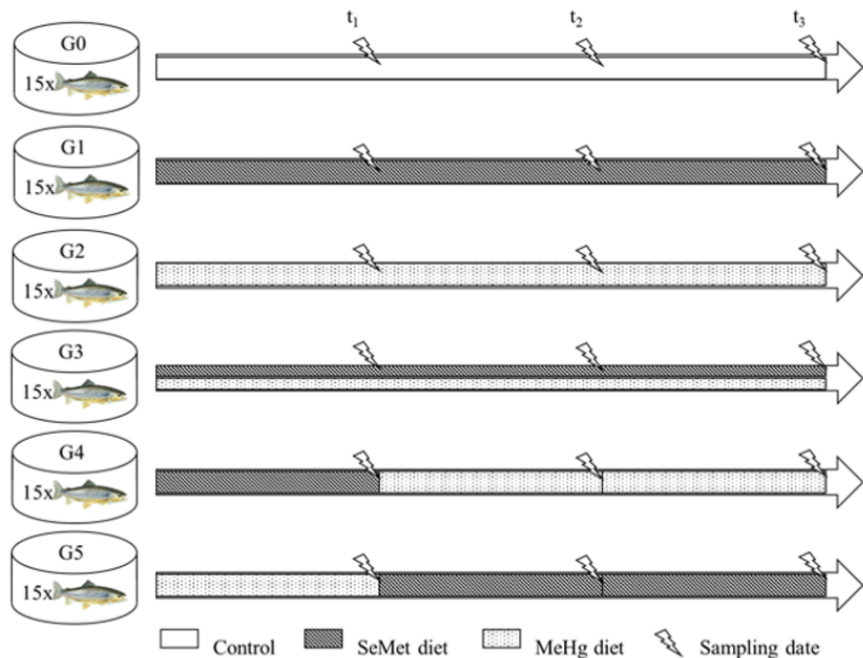 t1 t2 t3
G0
15x
G1
15x
G2
15x
G3
15x
G4
15x
G5
15x
Control SeMet diet MeHg diet Sampling date